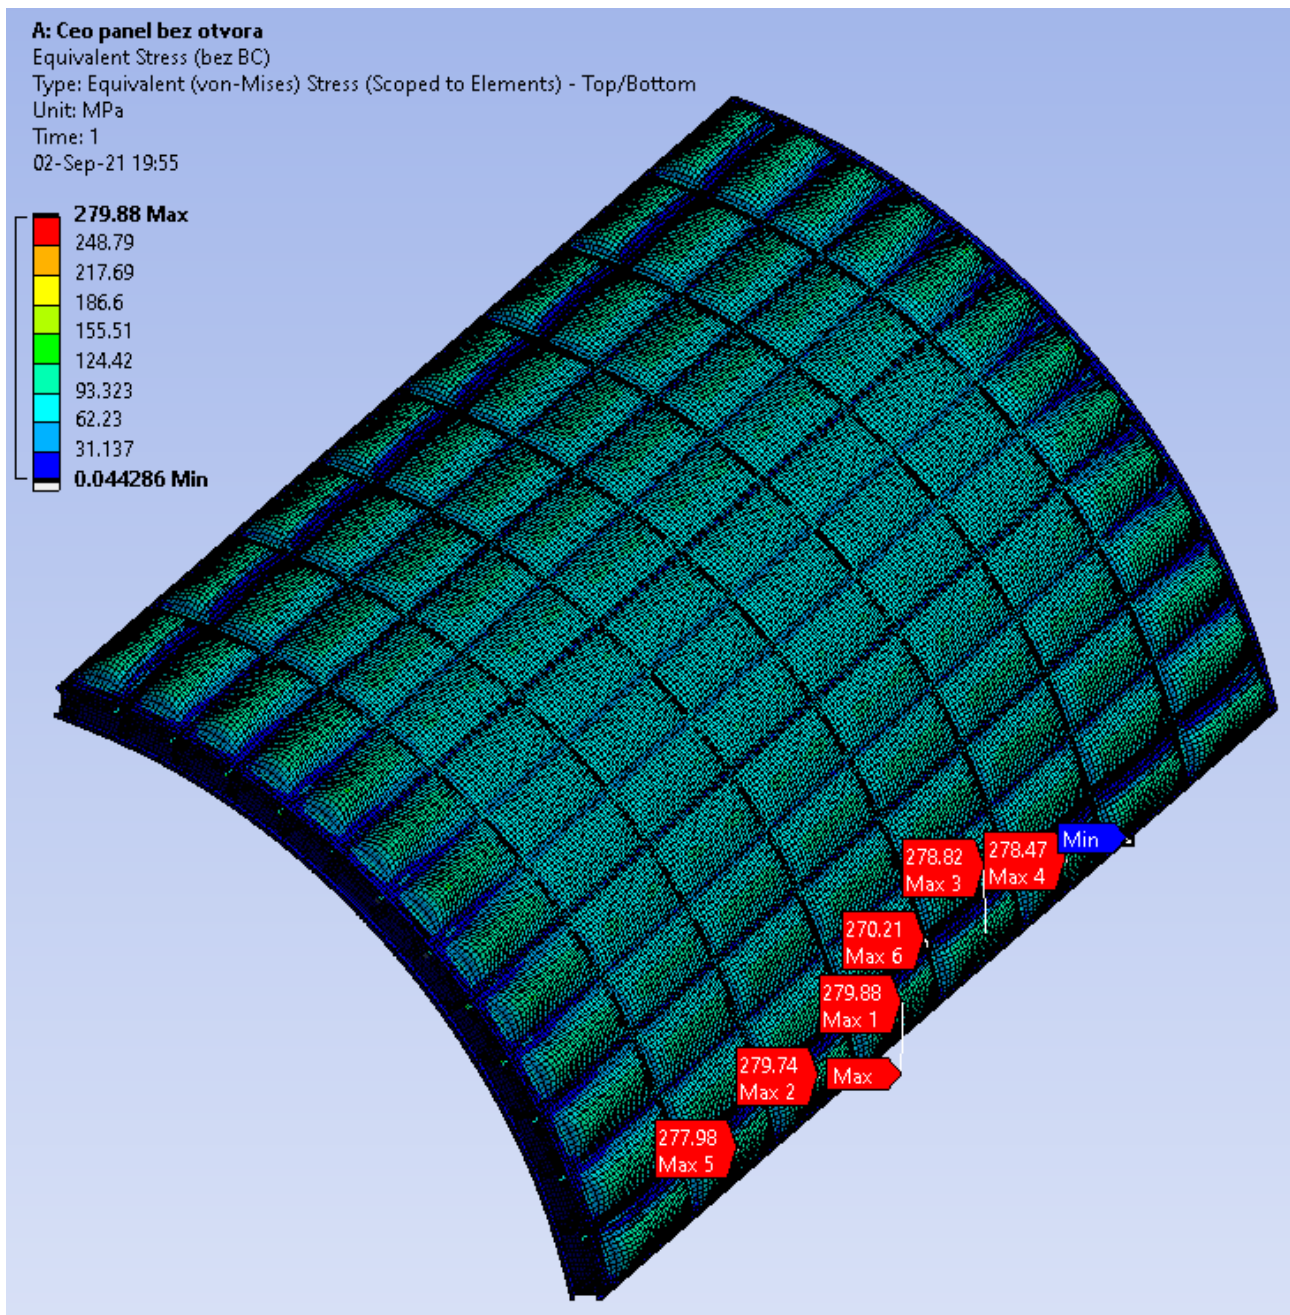 A: Ceo panel bez otvora
Equivalent Stress (bez BC)
Type: Equivalent (von-Mises) Stress (Scoped to Elements) - Top/Bottom
Unit: MPa
Time: 1
02-Sep-21 19:55
279.88 Max
248.79
217.69
186.6
155.51
124.42
93.323
62.23
31.137
0.044286 Min
Min
278.82
Max 3
278.47
Max 4
270.21
Max 6
279.88
Max 1
279.74
Max 2
Max
277.98
Max 5